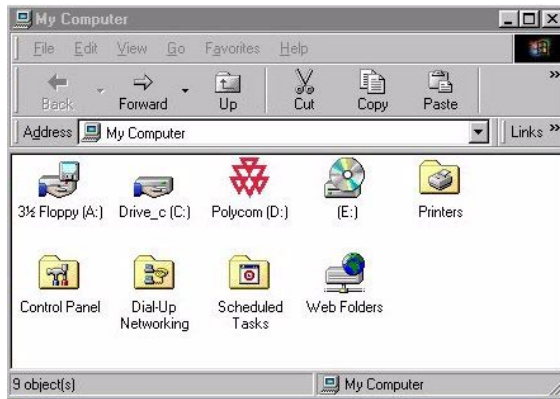 My Computer
File Edit View Go Favorites Help
Back Forward Up Cut Copy Paste »
Address My Computer Links »
3½ Floppy (A:) Drive_c (C:) Polycom (D:) (E:) Printers
Control Panel Dial-Up Networking Scheduled Tasks Web Folders
9 object(s) My Computer